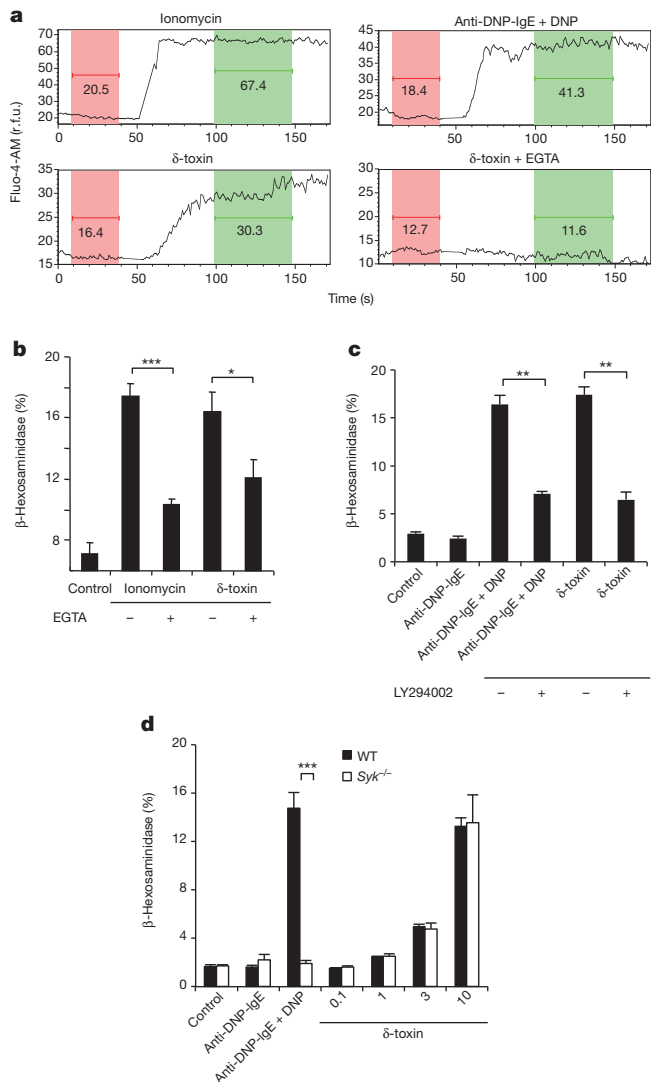 a
Ionomycin
Anti-DNP-IgE + DNP
70
60
50
40
30
20
20.5
67.4
0 50 100 150
45
40
35
30
25
20
18.4
41.3
0 50 100 150
Fluo-4-AM (r.f.u.)
δ-toxin
δ-toxin + EGTA
35
30
25
20
15
16.4
30.3
0 50 100 150
30
25
20
15
10
12.7
11.6
0 50 100 150
Time (s)
b
β-Hexosaminidase (%)
20
16
12
8
***
*
Control Ionomycin δ-toxin
EGTA – + – +
c
β-Hexosaminidase (%)
20
15
10
5
0
**
**
Control
Anti-DNP-IgE
Anti-DNP-IgE + DNP
Anti-DNP-IgE + DNP
δ-toxin
δ-toxin
LY294002 – + – +
d
β-Hexosaminidase (%)
20
16
12
8
4
0
***
WT
Syk–/–
Control
Anti-DNP-IgE
Anti-DNP-IgE + DNP
0.1
1
3
10
δ-toxin